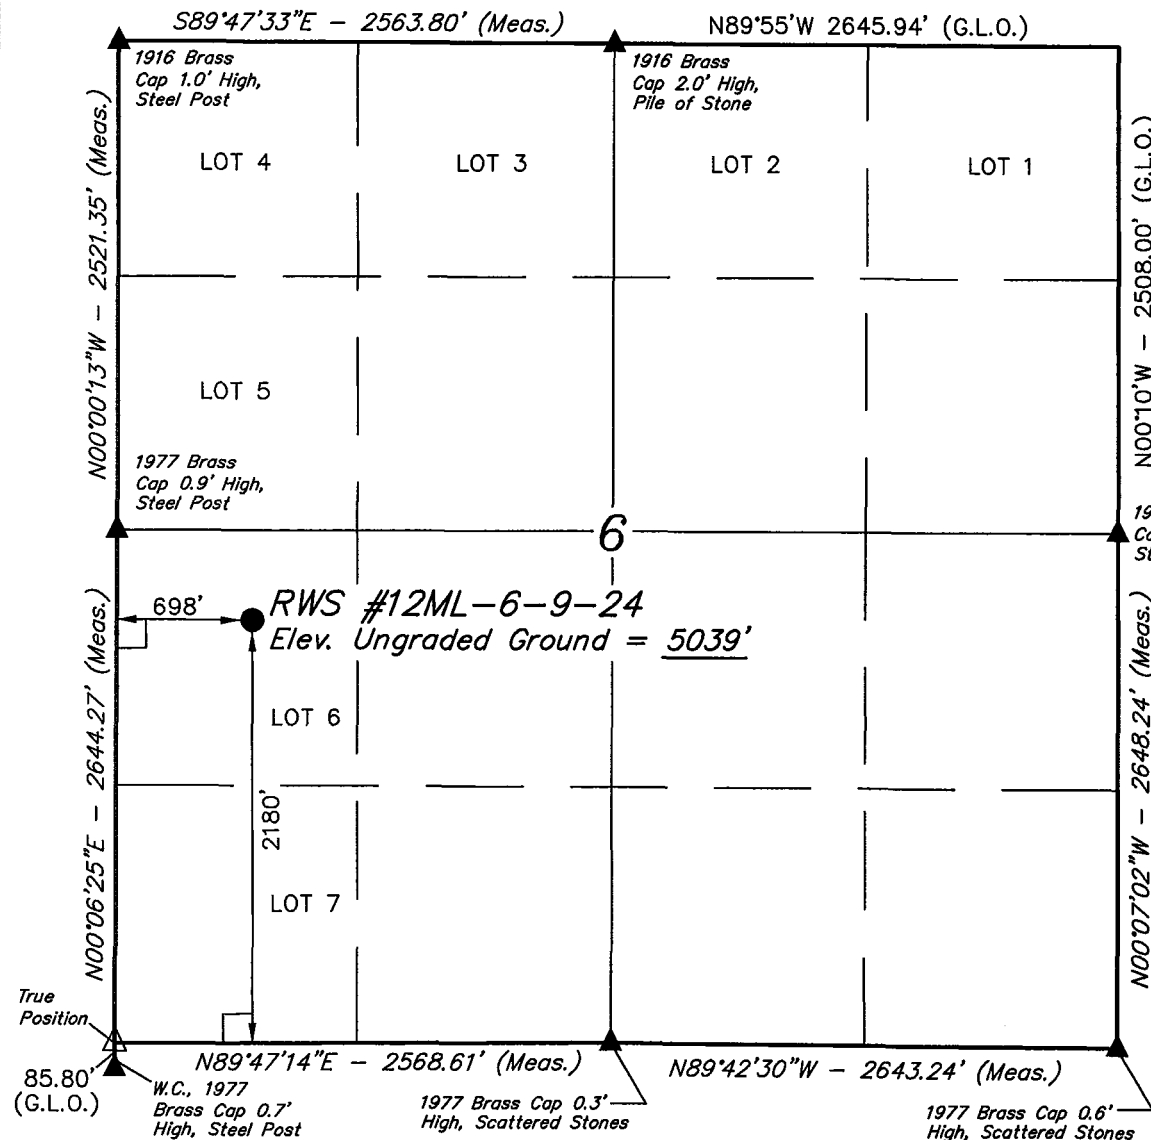 S89°47'33"E - 2563.80' (Meas.)
N89°55'W 2645.94' (G.L.O.)
1916 Brass
Cap 1.0' High,
Steel Post
1916 Brass
Cap 2.0' High,
Pile of Stone
LOT 4
LOT 3
LOT 2
LOT 1
N00°00'13"W - 2521.35' (Meas.)
N00°10'W - 2508.00' (G.L.O.)
LOT 5
1977 Brass
Cap 0.9' High,
Steel Post
6
698'
RWS #12ML-6-9-24
Elev. Ungraded Ground = 5039'
N00°06'25"E - 2644.27' (Meas.)
N00°07'02"W - 2648.24' (Meas.)
LOT 6
2180'
LOT 7
True
Position
N89°47'14"E - 2568.61' (Meas.)
N89°42'30"W - 2643.24' (Meas.)
85.80'
(G.L.O.)
W.C., 1977
Brass Cap 0.7'
High, Steel Post
1977 Brass Cap 0.3'
High, Scattered Stones
1977 Brass Cap 0.6'
High, Scattered Stones